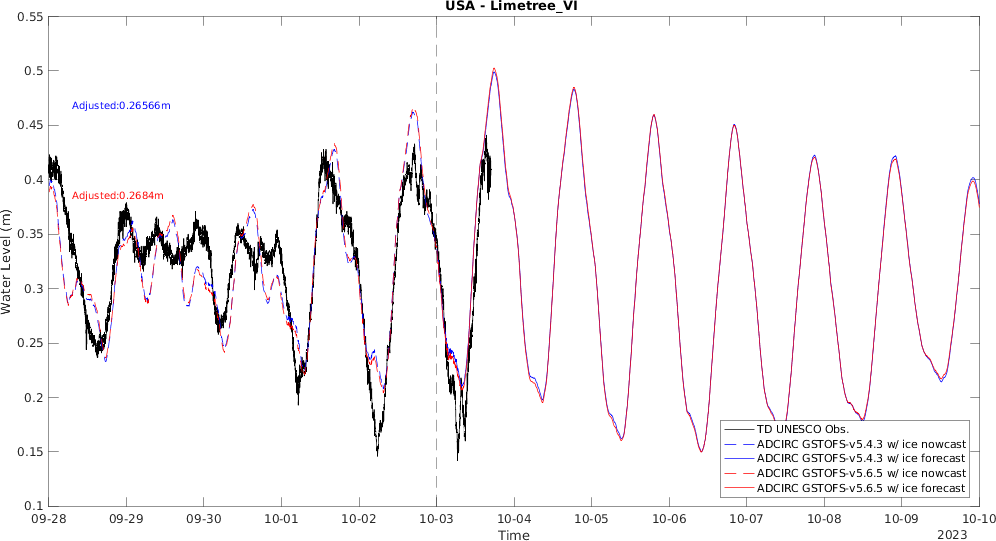 USA - Limetree_VI
0.55
0.5
0.45
0.4
0.35
0.3
0.25
0.2
0.15
0.1
Water Level (m)
Adjusted:0.26566m
Adjusted:0.2684m
TD UNESCO Obs.
ADCIRC GSTOFS-v5.4.3 w/ ice nowcast
ADCIRC GSTOFS-v5.4.3 w/ ice forecast
ADCIRC GSTOFS-v5.6.5 w/ ice nowcast
ADCIRC GSTOFS-v5.6.5 w/ ice forecast
09-28 09-29 09-30 10-01 10-02 10-03 10-04 10-05 10-06 10-07 10-08 10-09 10-10
Time
2023